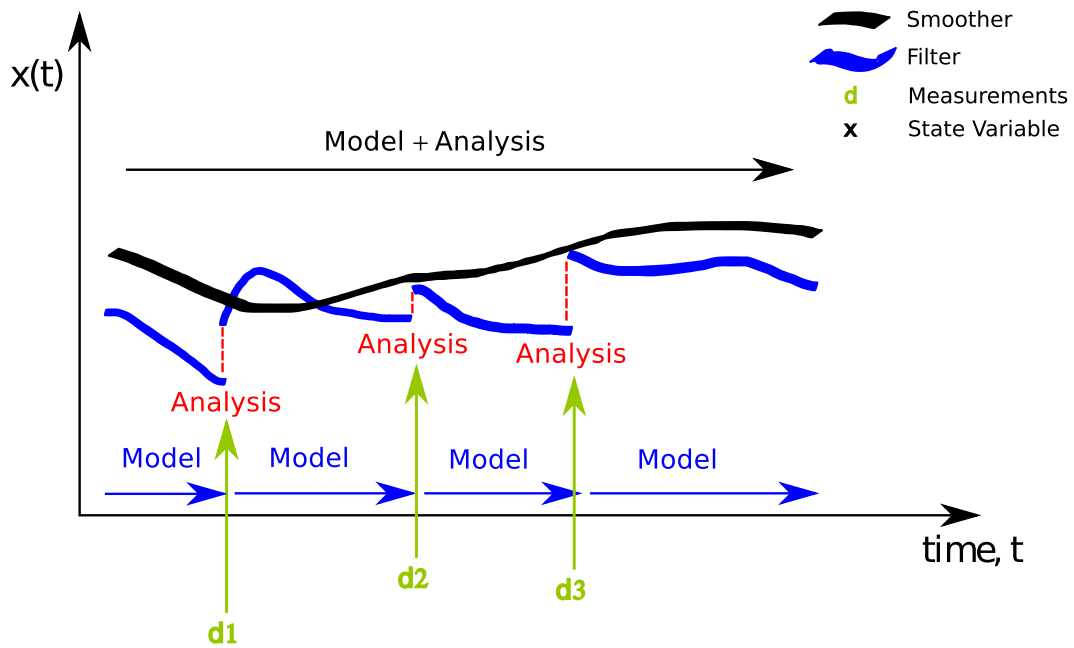 Smoother
Filter
d Measurements
x State Variable
x(t)
Model + Analysis
Analysis
Analysis
Analysis
Model
Model
Model
Model
time, t
d2
d3
d1